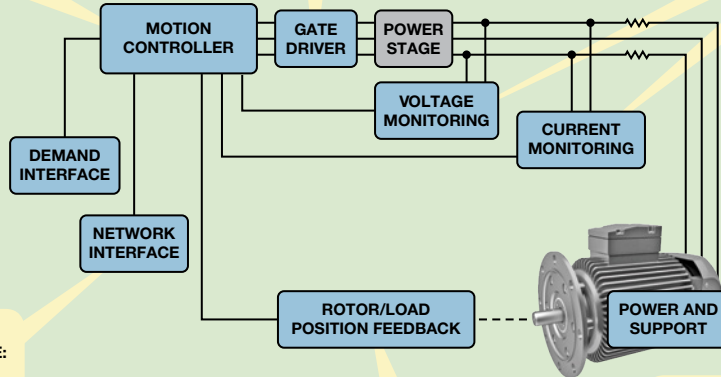 MOTION
CONTROLLER
GATE
DRIVER
POWER
STAGE
VOLTAGE
MONITORING
CURRENT
MONITORING
DEMAND
INTERFACE
NETWORK
INTERFACE
ROTOR/LOAD
POSITION FEEDBACK
POWER AND
SUPPORT
E: